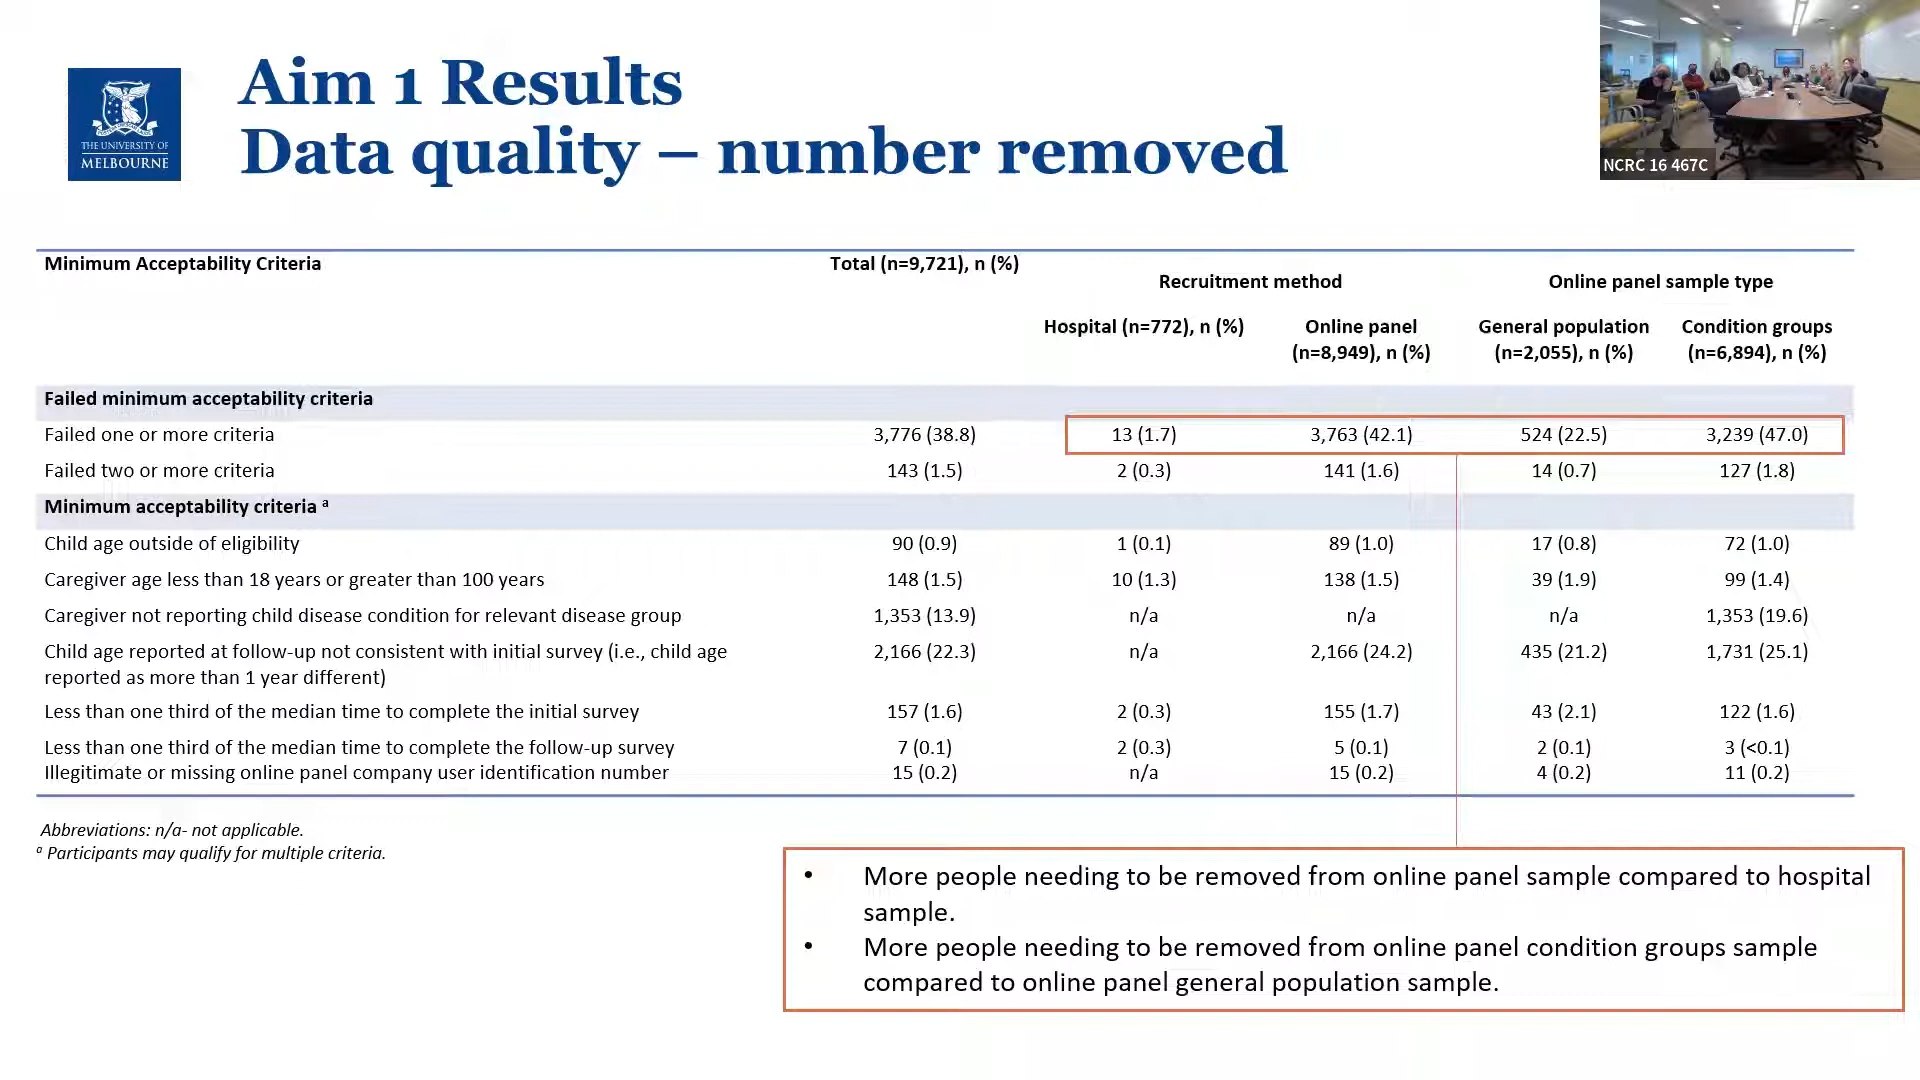 Aim 1 Results
Data quality – number removed
THE UNIVERSITY OF
MELBOURNE
NCRC 16 467C
Minimum Acceptability Criteria
Total (n=9,721), n (%)
Recruitment method
Online panel sample type
Hospital (n=772), n (%)
Online panel
(n=8,949), n (%)
General population
(n=2,055), n (%)
Condition groups
(n=6,894), n (%)
Failed minimum acceptability criteria
Failed one or more criteria 3,776 (38.8) 13 (1.7) 3,763 (42.1) 524 (22.5) 3,239 (47.0)
Failed two or more criteria 143 (1.5) 2 (0.3) 141 (1.6) 14 (0.7) 127 (1.8)
Minimum acceptability criteria ᵃ
Child age outside of eligibility 90 (0.9) 1 (0.1) 89 (1.0) 17 (0.8) 72 (1.0)
Caregiver age less than 18 years or greater than 100 years 148 (1.5) 10 (1.3) 138 (1.5) 39 (1.9) 99 (1.4)
Caregiver not reporting child disease condition for relevant disease group 1,353 (13.9) n/a n/a n/a 1,353 (19.6)
Child age reported at follow-up not consistent with initial survey (i.e., child age 2,166 (22.3) n/a 2,166 (24.2) 435 (21.2) 1,731 (25.1)
reported as more than 1 year different)
Less than one third of the median time to complete the initial survey 157 (1.6) 2 (0.3) 155 (1.7) 43 (2.1) 122 (1.6)
Less than one third of the median time to complete the follow-up survey 7 (0.1) 2 (0.3) 5 (0.1) 2 (0.1) 3 (<0.1)
Illegitimate or missing online panel company user identification number 15 (0.2) n/a 15 (0.2) 4 (0.2) 11 (0.2)
Abbreviations: n/a- not applicable.
ᵃ Participants may qualify for multiple criteria.
• More people needing to be removed from online panel sample compared to hospital
sample.
• More people needing to be removed from online panel condition groups sample
compared to online panel general population sample.